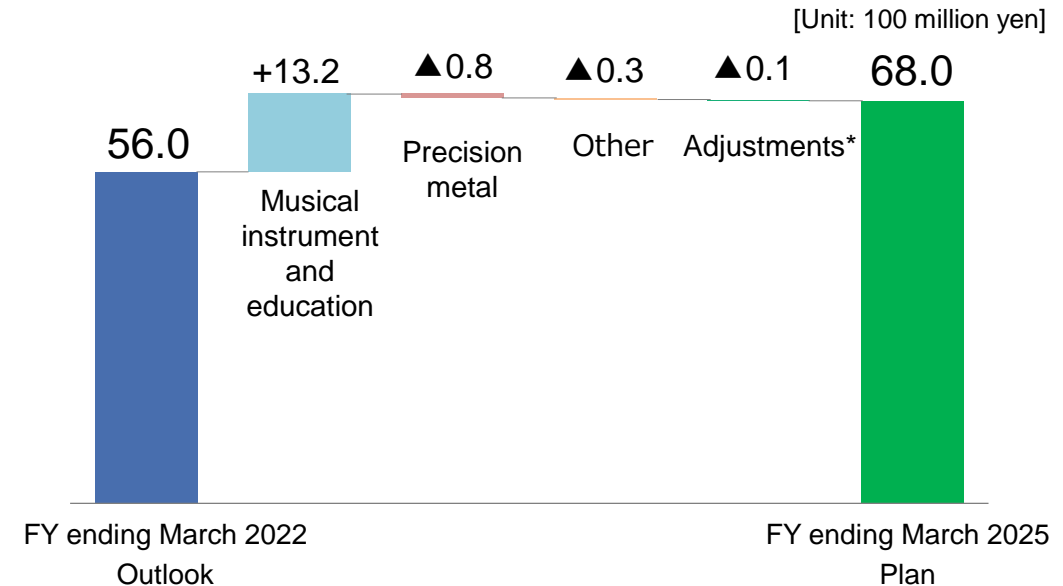 [Unit: 100 million yen]
56.0
+13.2
▲0.8
▲0.3
▲0.1
68.0
Musical
instrument
and
education
Precision
metal
Other
Adjustments*
FY ending March 2022
Outlook
FY ending March 2025
Plan